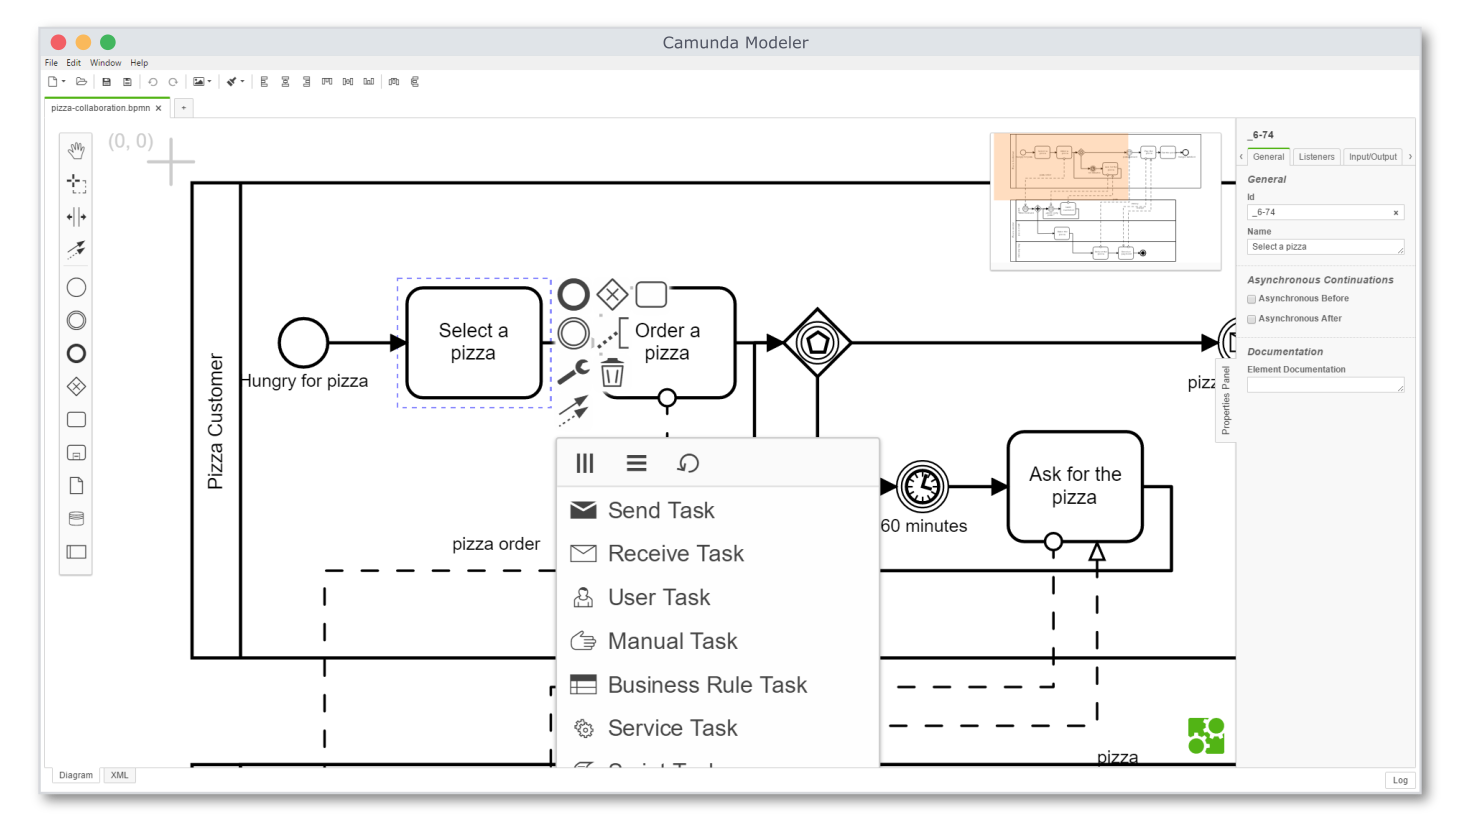 Camunda Modeler
File Edit Window Help
pizza-collaboration.bpmn x +
(0, 0)
_6-74
General Listeners Input/Output
General
Id
_6-74 x
Name
Select a pizza
Asynchronous Continuations
Asynchronous Before
Asynchronous After
Documentation
Element Documentation
Properties Panel
Pizza Customer
Hungry for pizza
Select a
pizza
Order a
pizza
60 minutes
Ask for the
pizza
pizza order
Send Task
Receive Task
User Task
Manual Task
Business Rule Task
Service Task
pizza
Diagram XML
Log